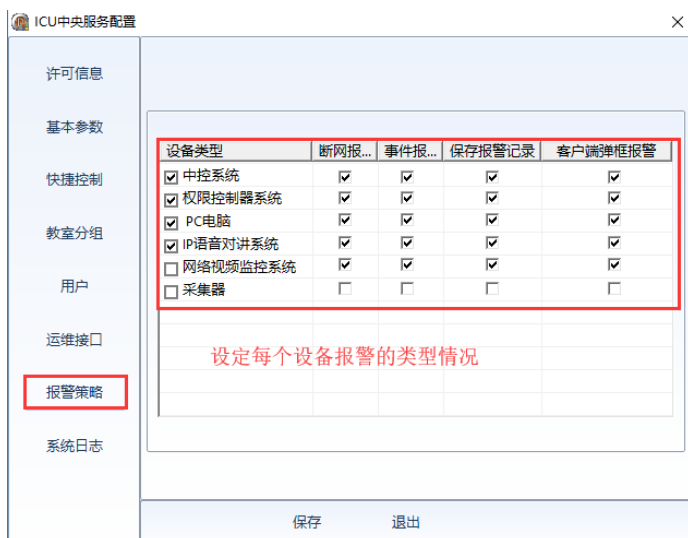 ICU中央服务配置
许可信息
基本参数
快捷控制
教室分组
用户
运维接口
报警策略
系统日志
设备类型 断网报... 事件报... 保存报警记录 客户端弹框报警
中控系统
权限控制器系统
PC电脑
IP语音对讲系统
网络视频监控系统
采集器
设定每个设备报警的类型情况
保存 退出